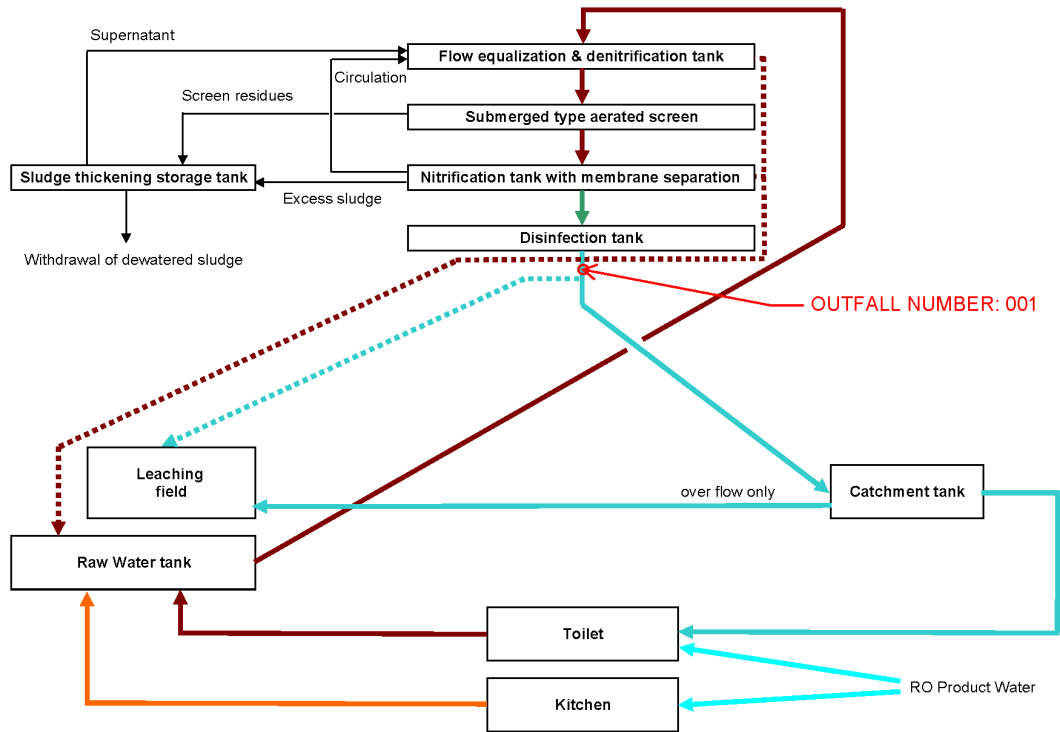 Supernatant
Flow equalization & denitrification tank
Circulation
Screen residues
Submerged type aerated screen
Sludge thickening storage tank
Nitrification tank with membrane separation
Excess sludge
Disinfection tank
Withdrawal of dewatered sludge
OUTFALL NUMBER: 001
Leaching
field
over flow only
Catchment tank
Raw Water tank
Toilet
RO Product Water
Kitchen